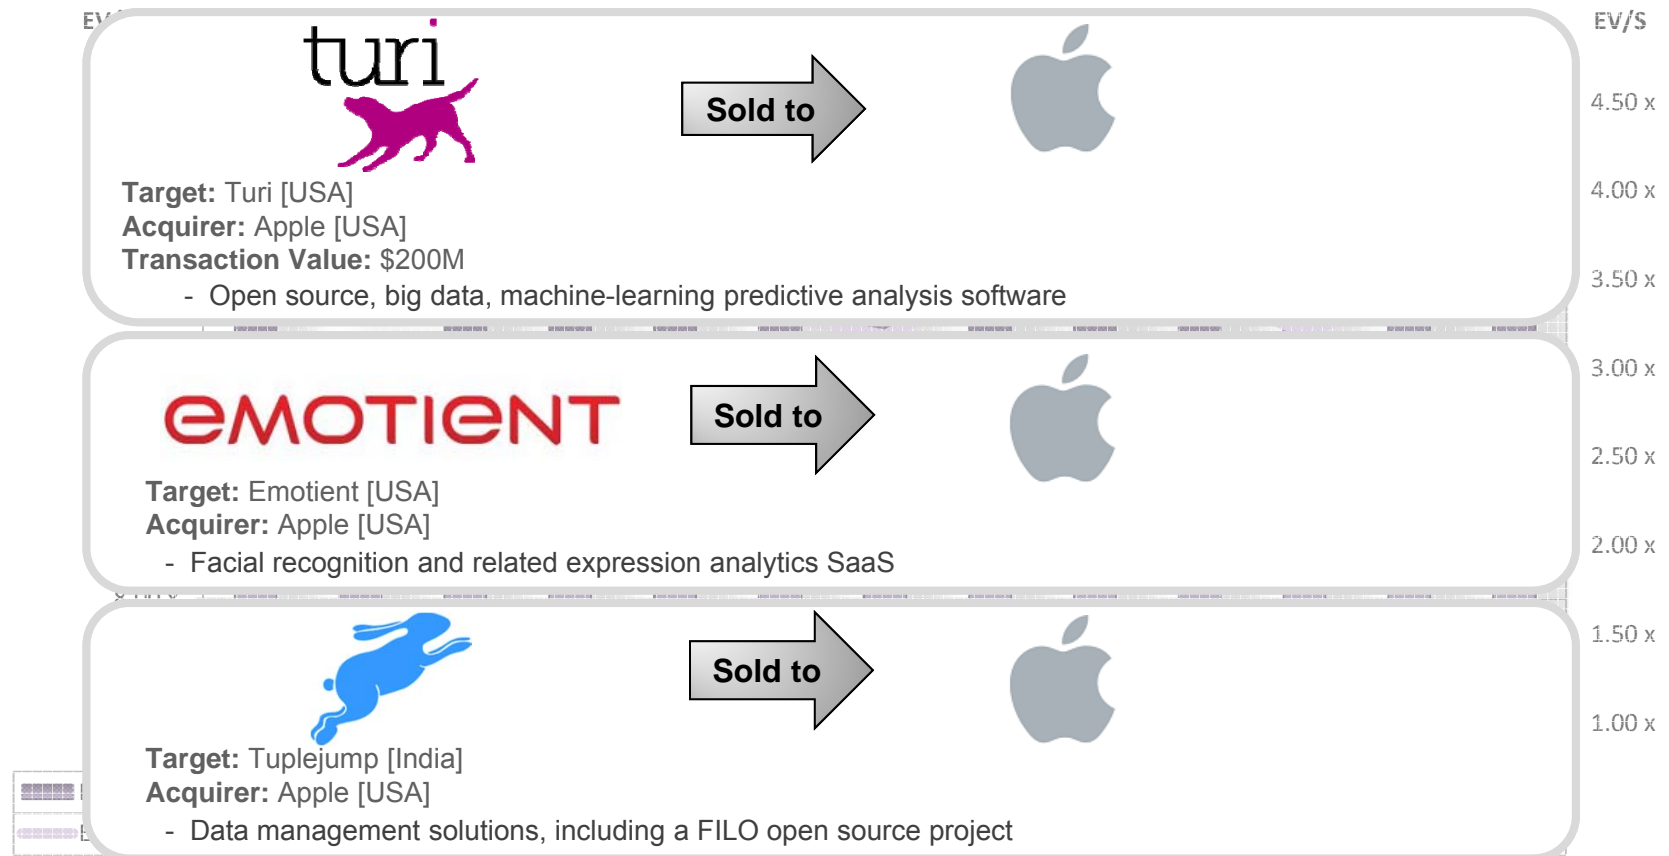 EV/S
turi
Sold to
4.50 x
Target: Turi [USA]
4.00 x
Acquirer: Apple [USA]
Transaction Value: $200M
3.50 x
- Open source, big data, machine-learning predictive analysis software
3.00 x
EMOTIENT
Sold to
2.50 x
Target: Emotient [USA]
Acquirer: Apple [USA]
2.00 x
- Facial recognition and related expression analytics SaaS
1.50 x
Sold to
1.00 x
Target: Tuplejump [India]
Acquirer: Apple [USA]
- Data management solutions, including a FILO open source project